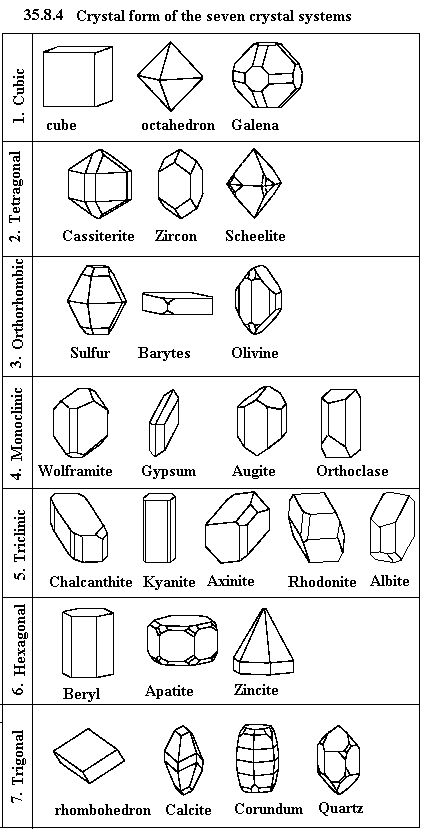 35.8.4 Crystal form of the seven crystal systems
1. Cubic
cube octahedron Galena
2. Tetragonal
Cassiterite Zircon Scheelite
3. Orthorhombic
Sulfur Barytes Olivine
4. Monoclinic
Wolframite Gypsum Augite Orthoclase
5. Triclinic
Chalcanthite Kyanite Axinite Rhodonite Albite
6. Hexagonal
Beryl Apatite Zincite
7. Trigonal
rhombohedron Calcite Corundum Quartz